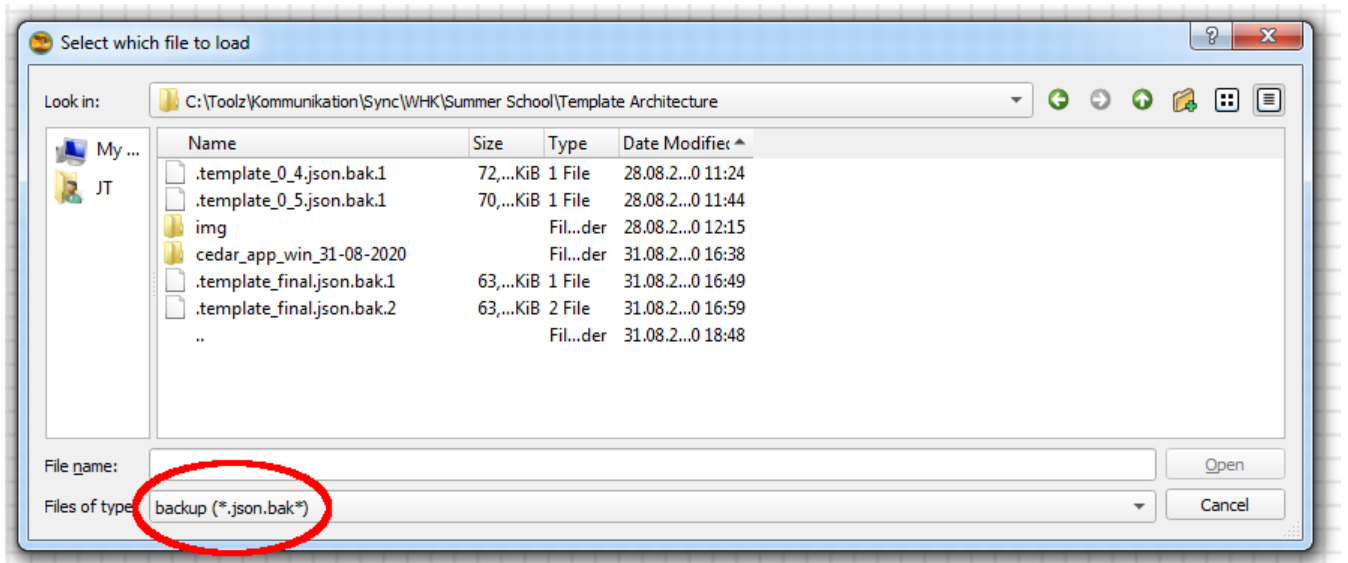 Select which file to load
Look in: C:\Toolz\Kommunikation\Sync\WHK\Summer School\Template Architecture
My ... Name Size Type Date Modified
JT .template_0_4.json.bak.1 72,...KiB 1 File 28.08.2...0 11:24
.template_0_5.json.bak.1 70,...KiB 1 File 28.08.2...0 11:44
img Fil...der 28.08.2...0 12:15
cedar_app_win_31-08-2020 Fil...der 31.08.2...0 16:38
.template_final.json.bak.1 63,...KiB 1 File 31.08.2...0 16:49
.template_final.json.bak.2 63,...KiB 2 File 31.08.2...0 16:59
.. Fil...der 31.08.2...0 18:48
File name: Open
Files of type: backup (*.json.bak*) Cancel